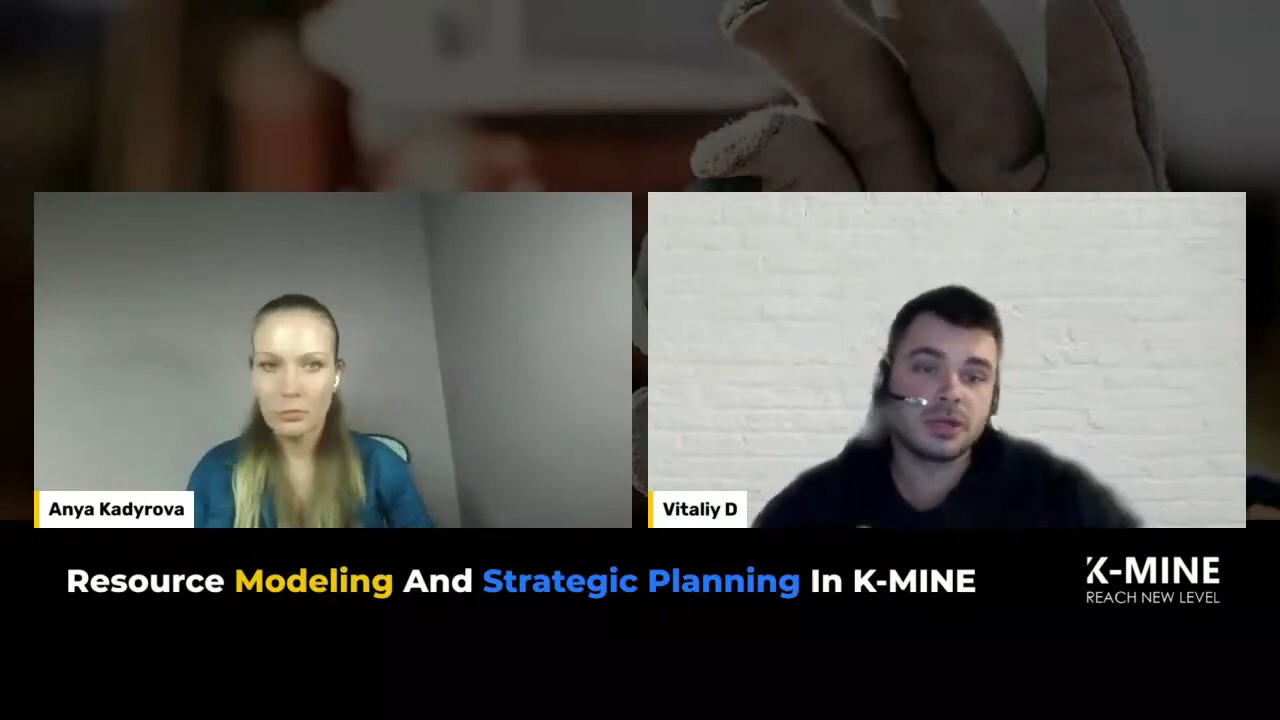 Anya Kadyrova
Vitaliy D
Resource Modeling And Strategic Planning In K-MINE
K-MINE
REACH NEW LEVEL